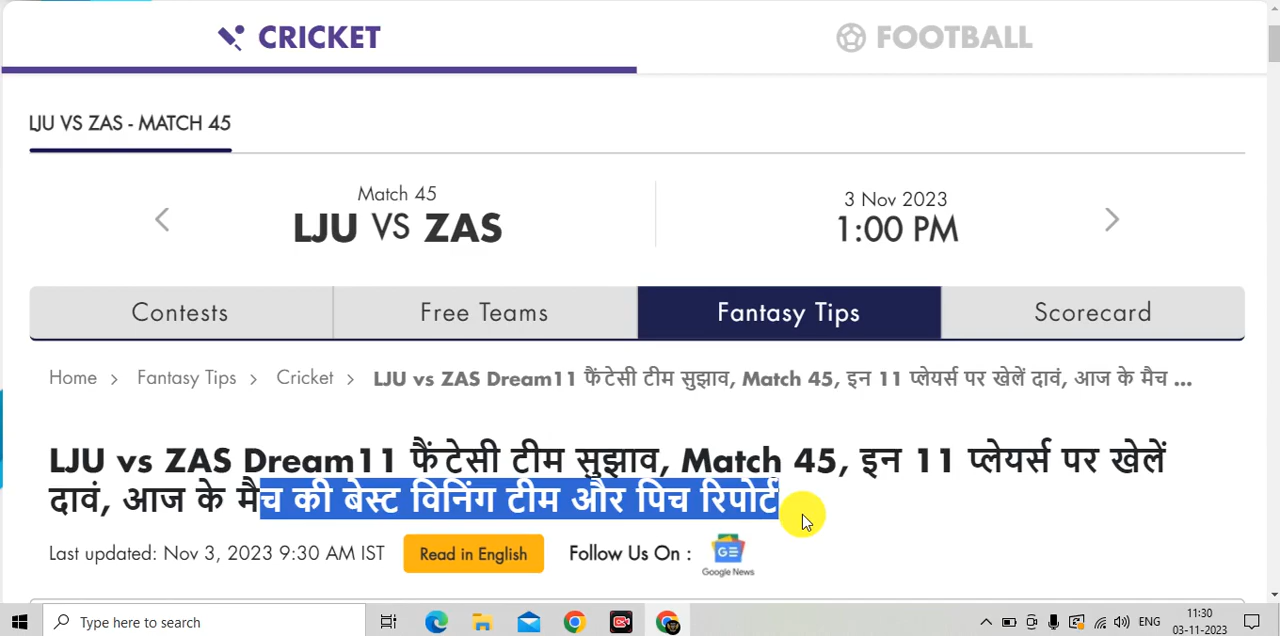 CRICKET
FOOTBALL
LJU VS ZAS - MATCH 45
Match 45
LJU VS ZAS
3 Nov 2023
1:00 PM
Contests
Free Teams
Fantasy Tips
Scorecard
Home > Fantasy Tips > Cricket > LJU vs ZAS Dream11 फैंटेसी टीम सुझाव, Match 45, इन 11 प्लेयर्स पर खेलें दावं, आज के मैच ...
LJU vs ZAS Dream11 फैंटेसी टीम सुझाव, Match 45, इन 11 प्लेयर्स पर खेलें
दावं, आज के मैच की बेस्ट विनिंग टीम और पिच रिपोर्ट
Last updated: Nov 3, 2023 9:30 AM IST
Read in English
Follow Us On :
GE
Google News
Type here to search
ENG
11:30
03-11-2023